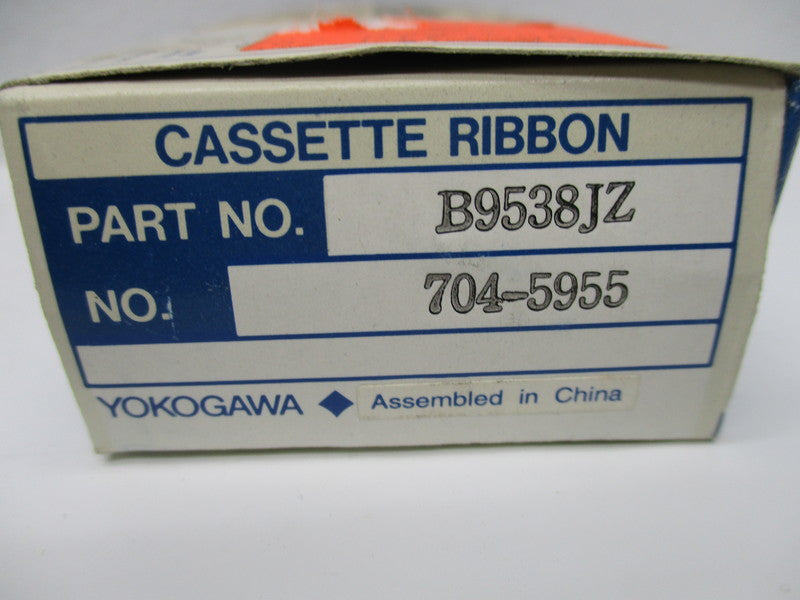 CASSETTE RIBBON
PART NO. B9538JZ
NO. 704-5955
YOKOGAWA ◆ Assembled in China